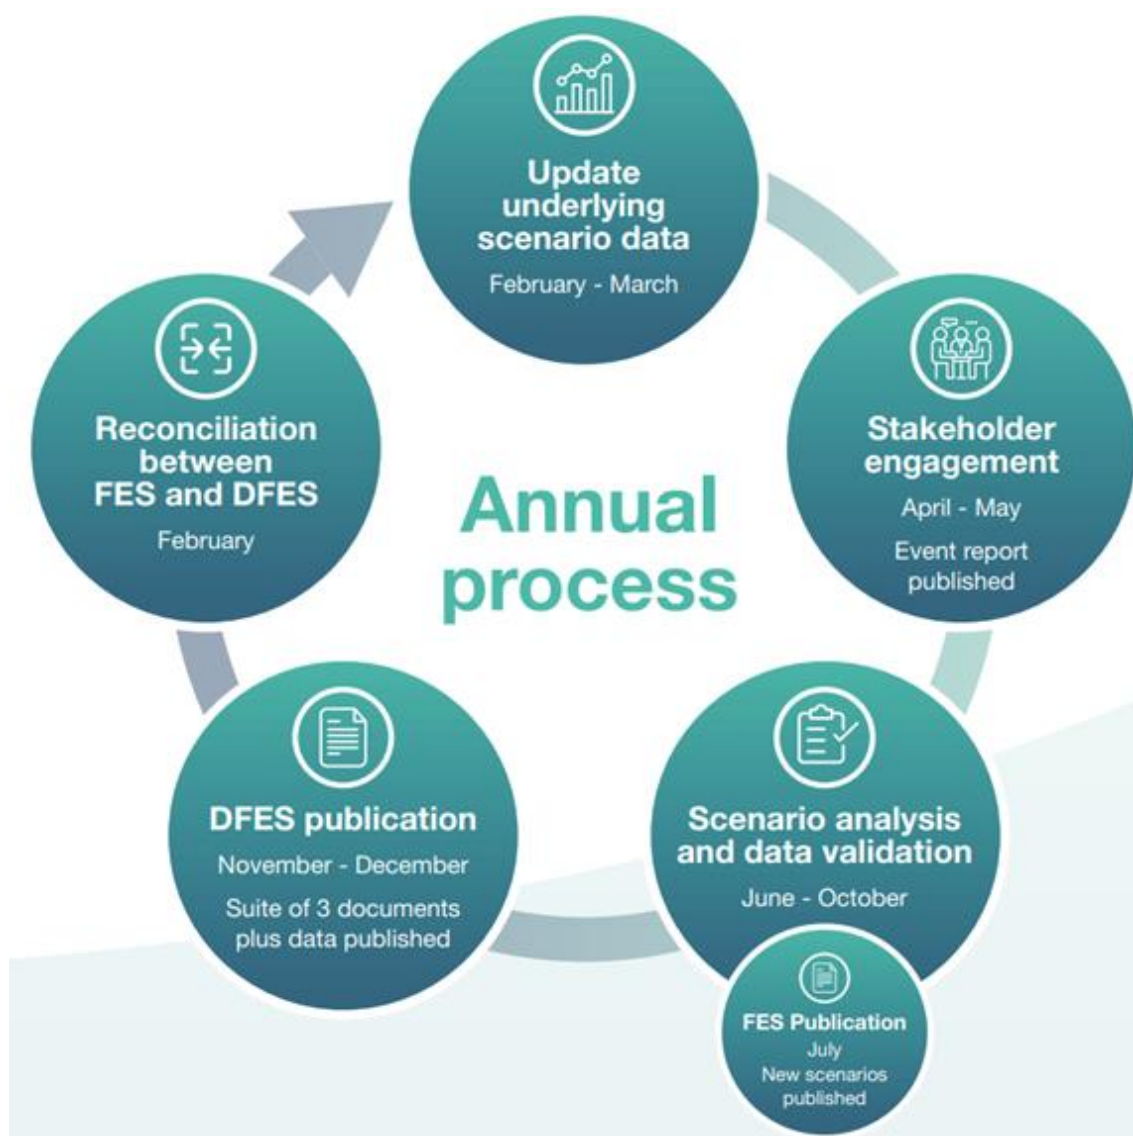 Annual
process
Update
underlying
scenario data
February - March
Stakeholder
engagement
April - May
Event report
published
Scenario analysis
and data validation
June - October
FES Publication
July
New scenarios
published
DFES publication
November - December
Suite of 3 documents
plus data published
Reconciliation
between
FES and DFES
February